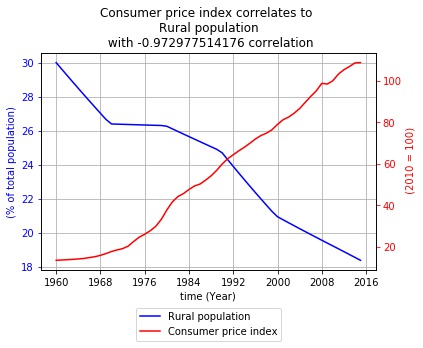 Consumer price index correlates to
Rural population
with -0.972977514176 correlation
30
28
26
24
22
20
18
(% of total population)
100
80
60
40
20
(2010 = 100)
1960 1968 1976 1984 1992 2000 2008 2016
time (Year)
Rural population
Consumer price index